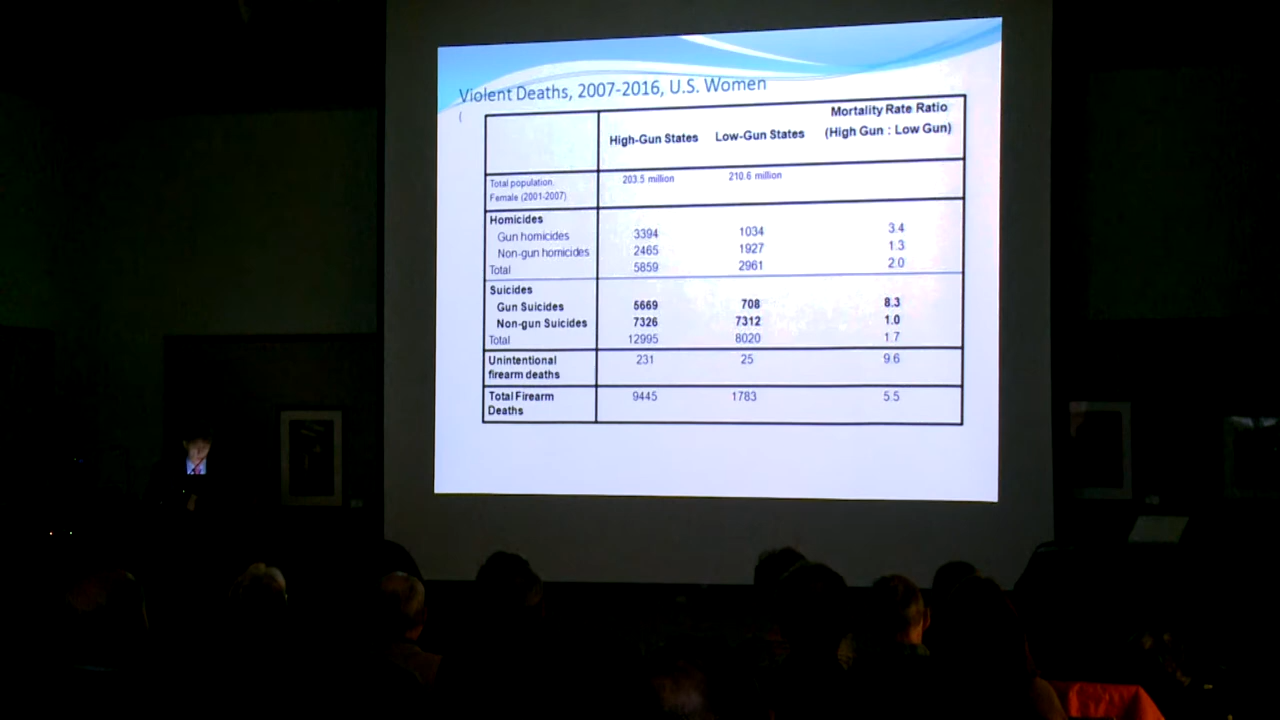 Violent Deaths, 2007-2016, U.S. Women
(
High-Gun States Low-Gun States Mortality Rate Ratio (High Gun : Low Gun)
Total population, Female (2001-2007) 203.5 million 210.6 million
Homicides
Gun homicides 3394 1034 3.4
Non-gun homicides 2465 1927 1.3
Total 5859 2961 2.0
Suicides
Gun Suicides 5669 708 8.3
Non-gun Suicides 7326 7312 1.0
Total 12995 8020 1.7
Unintentional firearm deaths 231 25 9.6
Total Firearm Deaths 9445 1783 5.5